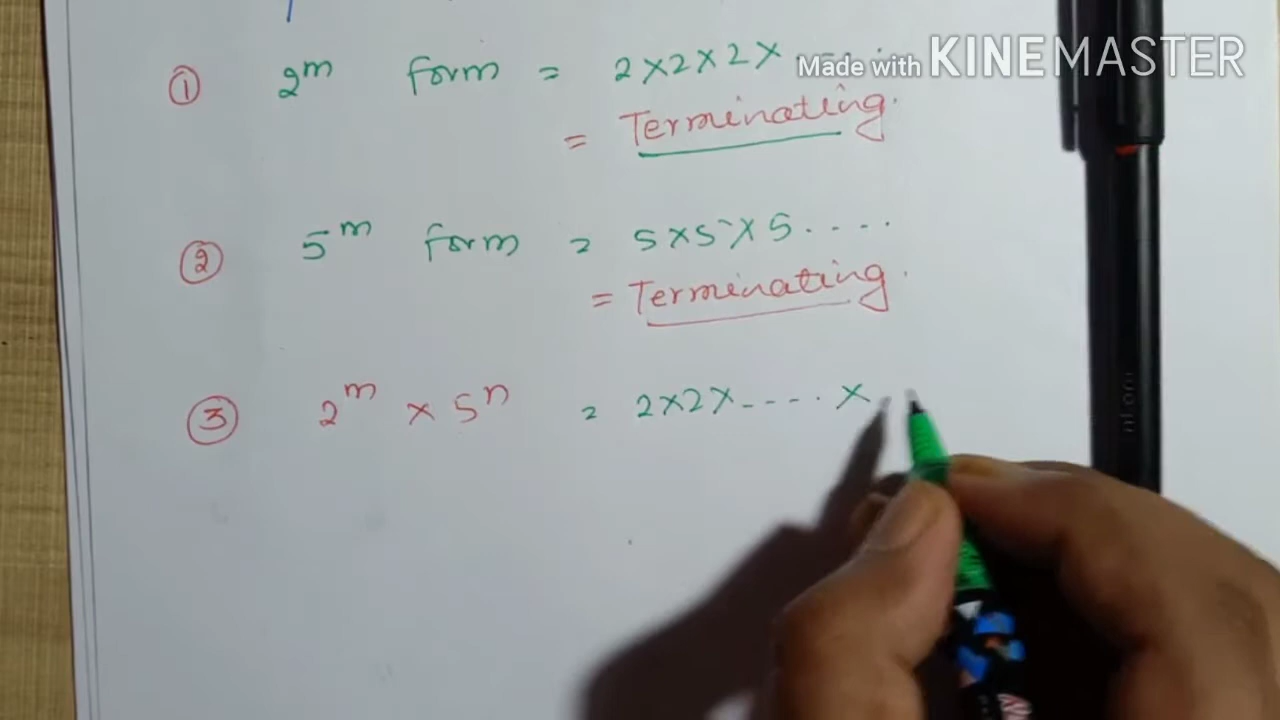 ① 2^m form = 2×2×2×
Made with KINEMASTER
= Terminating.
② 5^m form = 5×5×5....
= Terminating.
③ 2^m × 5^n = 2×2×----.×